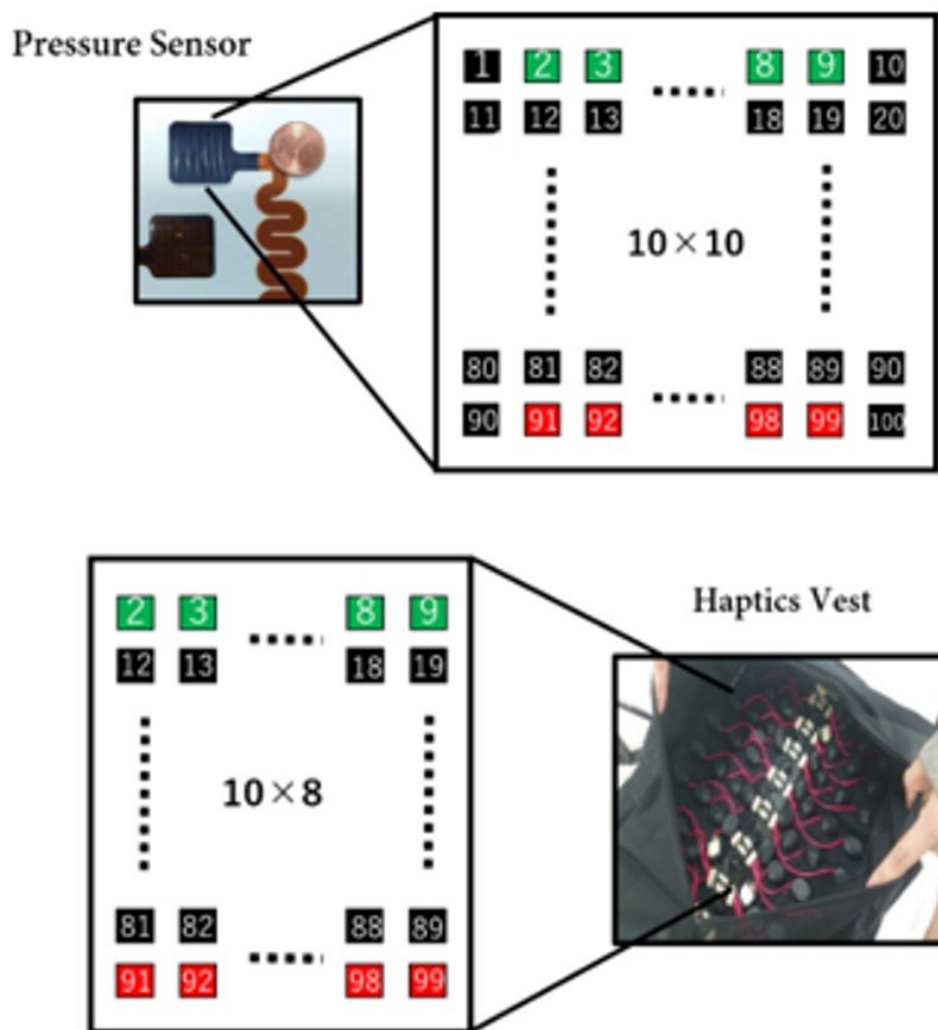 Pressure Sensor
1 2 3 8 9 10
11 12 13 18 19 20
10×10
80 81 82 88 89 90
90 91 92 98 99 100
Haptics Vest
2 3 8 9
12 13 18 19
10×8
81 82 88 89
91 92 98 99